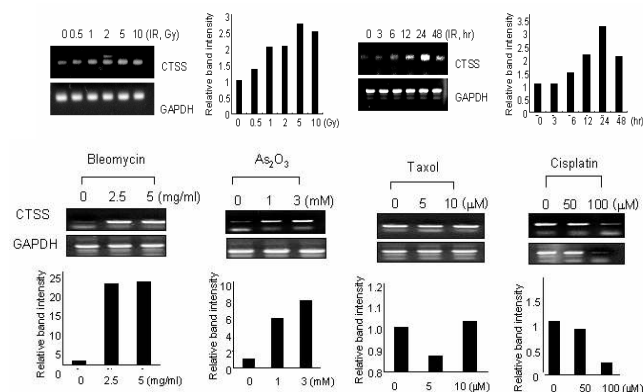 0 0.5 1 2 5 10 (IR, Gy)
CTSS
GAPDH
Relative band intensity
3
2.5
2
1.5
1
0.5
0
0 0.5 1 2 5 10 (Gy)
0 3 6 12 24 48 (IR, hr)
CTSS
GAPDH
Relative band intensity
3.5
3
2.5
2
1.5
1
0.5
0
0 3 6 12 24 48 (hr)
Bleomycin
0 2.5 5 (mg/ml)
CTSS
GAPDH
As2O3
0 1 3 (mM)
Taxol
0 5 10 (μM)
Cisplatin
0 50 100 (μM)
Relative band intensity
25
20
15
10
5
0
0 2.5 5 (mg/ml)
Relative band intensity
10
8
6
4
2
0
0 1 3 (mM)
Relative band intensity
1.2
1.0
0.9
0.8
0 5 10 (μM)
Relative band intensity
1.5
1
0.5
0
0 50 100 (μM)